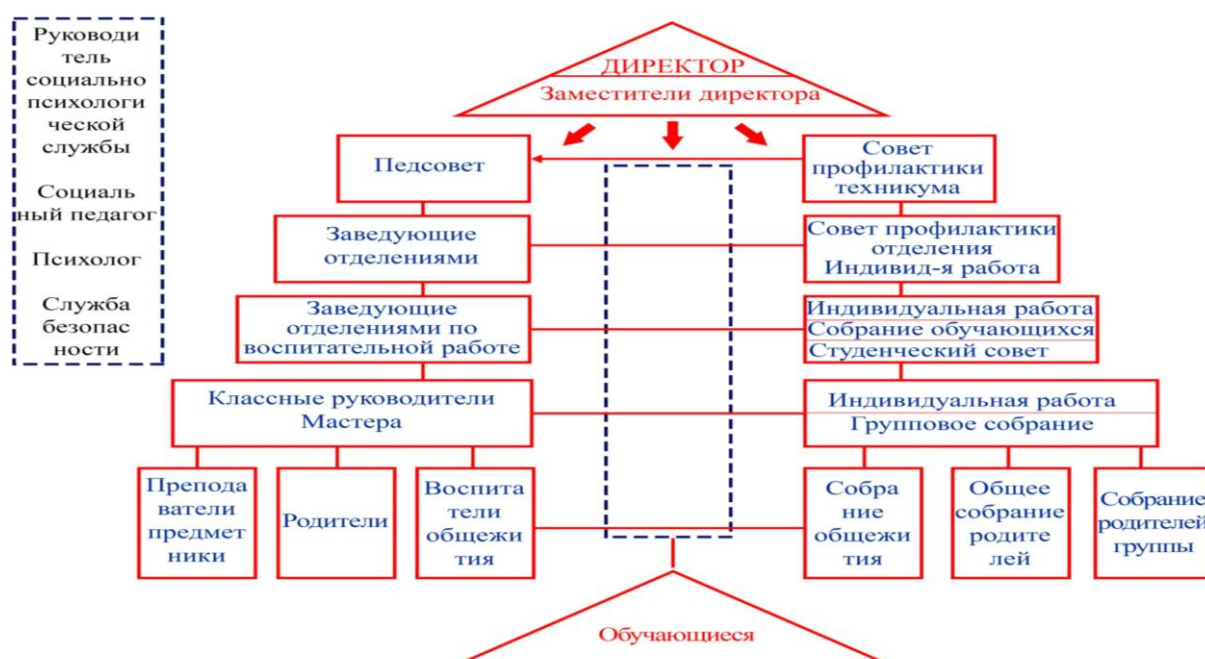 Руководи
тель
социально
психологи
ческой
службы
Социаль
ный педагог
Психолог
Служба
безопас
ности
ДИРЕКТОР
Заместители директора
Педсовет
Совет
профилактики
техникума
Заведующие
отделениями
Совет профилактики
отделения
Индивид-я работа
Заведующие
отделениями по
воспитательной работе
Индивидуальная работа
Собрание обучающихся
Студенческий совет
Классные руководители
Мастера
Индивидуальная работа
Групповое собрание
Препода
ватели
предмет
ники
Родители
Воспита
тели
общежи
тия
Собра
ние
общежи
тия
Общее
собрание
родите
лей
Собрание
родителей
группы
Обучающиеся